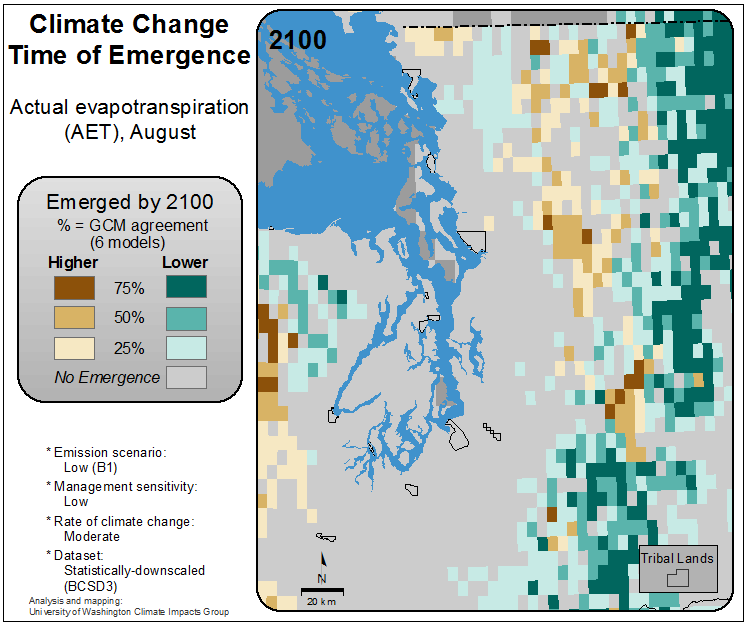 Climate Change
Time of Emergence
Actual evapotranspiration
(AET), August
Emerged by 2100
% = GCM agreement
(6 models)
Higher Lower
75%
50%
25%
No Emergence
* Emission scenario:
Low (B1)
* Management sensitivity:
Low
* Rate of climate change:
Moderate
* Dataset:
Statistically-downscaled
(BCSD3)
Analysis and mapping:
University of Washington Climate Impacts Group
2100
N
20 km
Tribal Lands